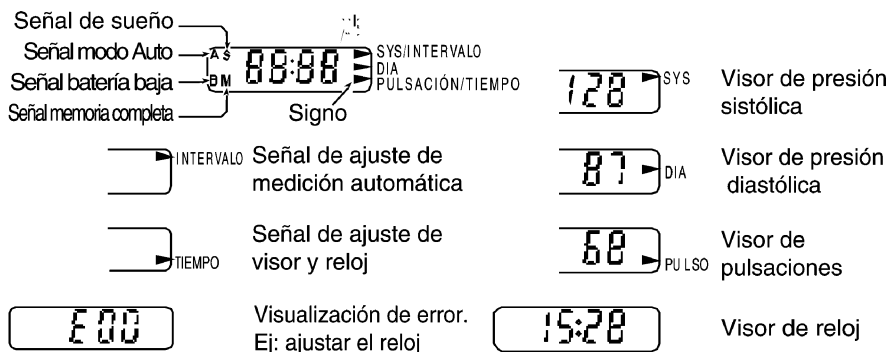 Señal de sueño
Señal modo Auto
Señal batería baja
Señal memoria completa
A S
B M
88:88
SYS/INTERVALO
DIA
PULSACIÓN/TIEMPO
Signo
128
SYS
Visor de presión
sistólica
INTERVALO
Señal de ajuste de
medición automática
87
DIA
Visor de presión
diastólica
TIEMPO
Señal de ajuste de
visor y reloj
68
PULSO
Visor de
pulsaciones
E00
Visualización de error.
Ej: ajustar el reloj
15:28
Visor de reloj